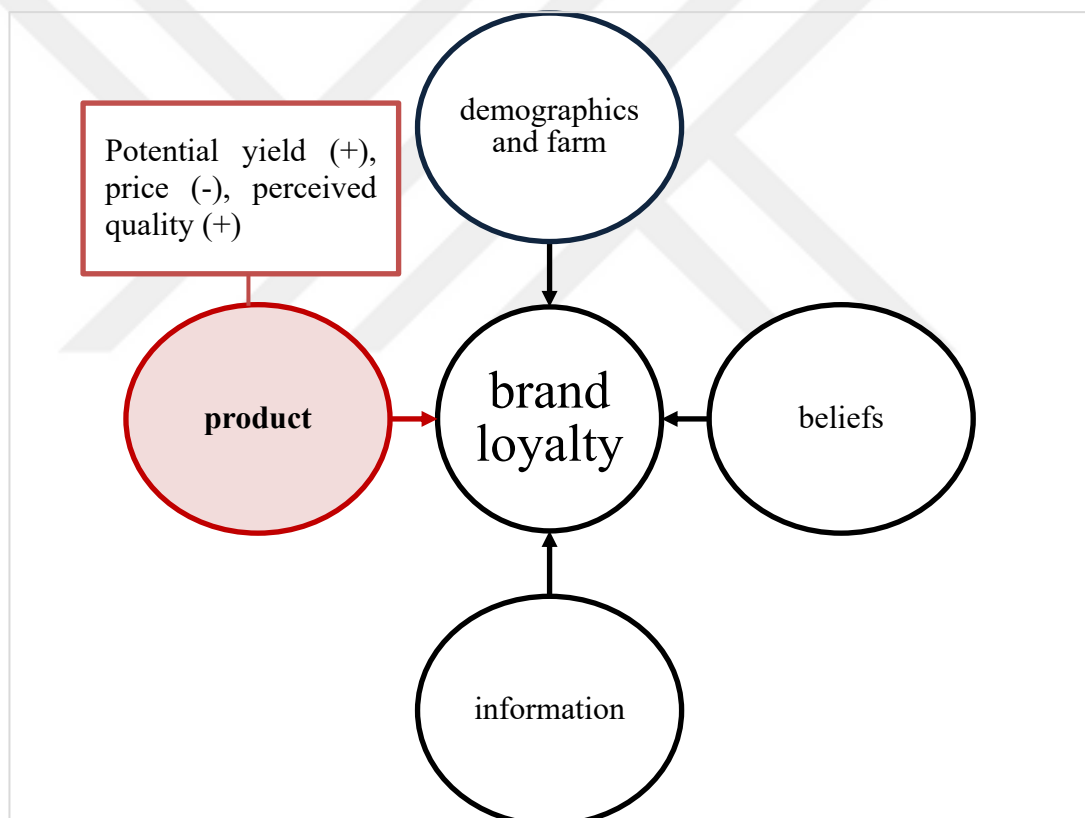 demographics
and farm
Potential yield (+),
price (-), perceived
quality (+)
product
brand
loyalty
beliefs
information